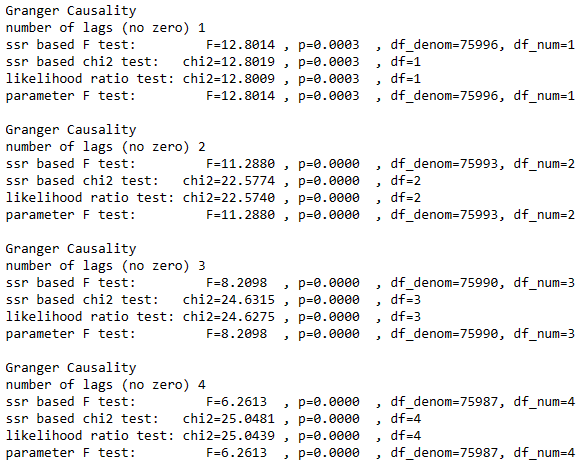 Granger Causality
number of lags (no zero) 1
ssr based F test:         F=12.8014 , p=0.0003  , df_denom=75996, df_num=1
ssr based chi2 test:   chi2=12.8019 , p=0.0003  , df=1
likelihood ratio test: chi2=12.8009 , p=0.0003  , df=1
parameter F test:         F=12.8014 , p=0.0003  , df_denom=75996, df_num=1

Granger Causality
number of lags (no zero) 2
ssr based F test:         F=11.2880 , p=0.0000  , df_denom=75993, df_num=2
ssr based chi2 test:   chi2=22.5774 , p=0.0000  , df=2
likelihood ratio test: chi2=22.5740 , p=0.0000  , df=2
parameter F test:         F=11.2880 , p=0.0000  , df_denom=75993, df_num=2

Granger Causality
number of lags (no zero) 3
ssr based F test:         F=8.2098  , p=0.0000  , df_denom=75990, df_num=3
ssr based chi2 test:   chi2=24.6315 , p=0.0000  , df=3
likelihood ratio test: chi2=24.6275 , p=0.0000  , df=3
parameter F test:         F=8.2098  , p=0.0000  , df_denom=75990, df_num=3

Granger Causality
number of lags (no zero) 4
ssr based F test:         F=6.2613  , p=0.0000  , df_denom=75987, df_num=4
ssr based chi2 test:   chi2=25.0481 , p=0.0000  , df=4
likelihood ratio test: chi2=25.0439 , p=0.0000  , df=4
parameter F test:         F=6.2613  , p=0.0000  , df_denom=75987, df_num=4